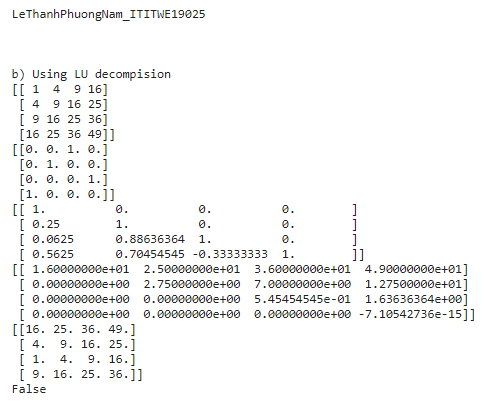 LeThanhPhuongNam_ITITWE19025
b) Using LU decompision
[[ 1  4  9 16]
 [ 4  9 16 25]
 [ 9 16 25 36]
 [16 25 36 49]]
[[0. 0. 1. 0.]
 [0. 1. 0. 0.]
 [0. 0. 0. 1.]
 [1. 0. 0. 0.]]
[[ 1.          0.          0.          0.        ]
 [ 0.25        1.          0.          0.        ]
 [ 0.0625      0.88636364  1.          0.        ]
 [ 0.5625      0.70454545 -0.33333333  1.        ]]
[[ 1.60000000e+01  2.50000000e+01  3.60000000e+01  4.90000000e+01]
 [ 0.00000000e+00  2.75000000e+00  7.00000000e+00  1.27500000e+01]
 [ 0.00000000e+00  0.00000000e+00  5.45454545e-01  1.63636364e+00]
 [ 0.00000000e+00  0.00000000e+00  0.00000000e+00 -7.10542736e-15]]
[[16. 25. 36. 49.]
 [ 4.  9. 16. 25.]
 [ 1.  4.  9. 16.]
 [ 9. 16. 25. 36.]]
False